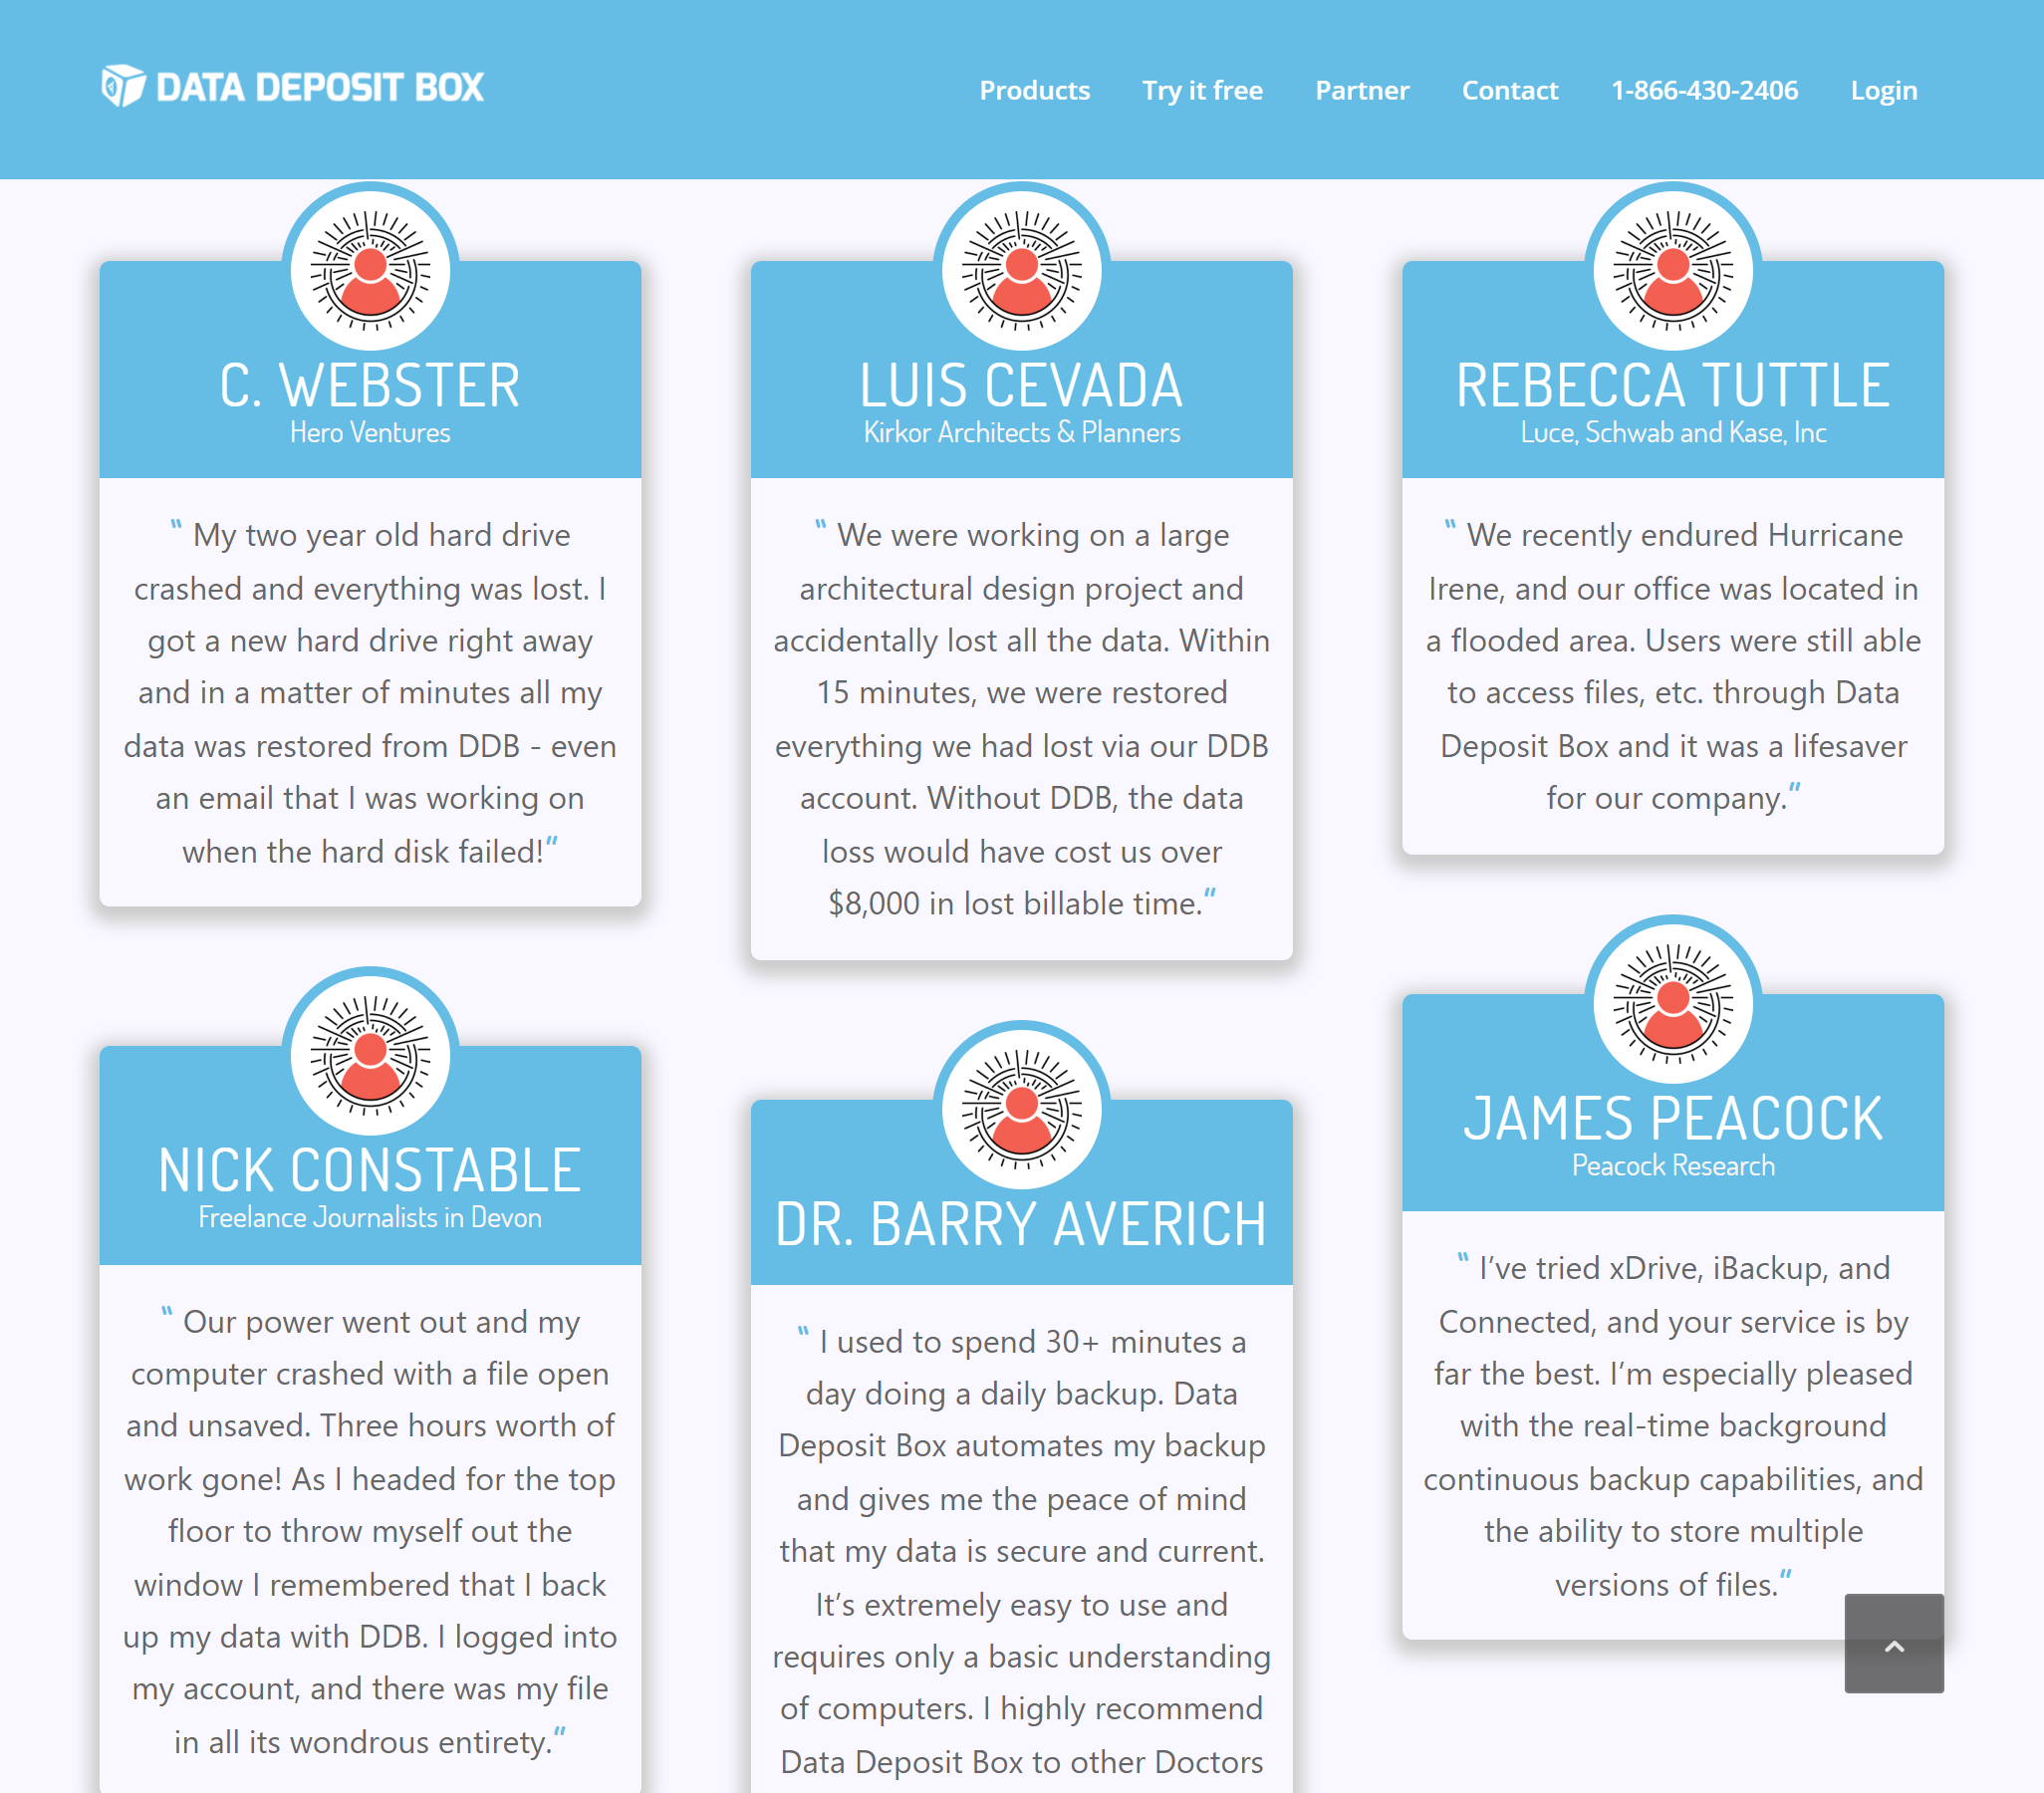 DATA DEPOSIT BOX
Products Try it free Partner Contact 1-866-430-2406 Login
C. WEBSTER
Hero Ventures
“ My two year old hard drive
crashed and everything was lost. I
got a new hard drive right away
and in a matter of minutes all my
data was restored from DDB - even
an email that I was working on
when the hard disk failed!”
LUIS CEVADA
Kirkor Architects & Planners
“ We were working on a large
architectural design project and
accidentally lost all the data. Within
15 minutes, we were restored
everything we had lost via our DDB
account. Without DDB, the data
loss would have cost us over
$8,000 in lost billable time.”
REBECCA TUTTLE
Luce, Schwab and Kase, Inc
“ We recently endured Hurricane
Irene, and our office was located in
a flooded area. Users were still able
to access files, etc. through Data
Deposit Box and it was a lifesaver
for our company.”
NICK CONSTABLE
Freelance Journalists in Devon
“ Our power went out and my
computer crashed with a file open
and unsaved. Three hours worth of
work gone! As I headed for the top
floor to throw myself out the
window I remembered that I back
up my data with DDB. I logged into
my account, and there was my file
in all its wondrous entirety.”
DR. BARRY AVERICH
“ I used to spend 30+ minutes a
day doing a daily backup. Data
Deposit Box automates my backup
and gives me the peace of mind
that my data is secure and current.
It’s extremely easy to use and
requires only a basic understanding
of computers. I highly recommend
Data Deposit Box to other Doctors
JAMES PEACOCK
Peacock Research
“ I’ve tried xDrive, iBackup, and
Connected, and your service is by
far the best. I’m especially pleased
with the real-time background
continuous backup capabilities, and
the ability to store multiple
versions of files.”